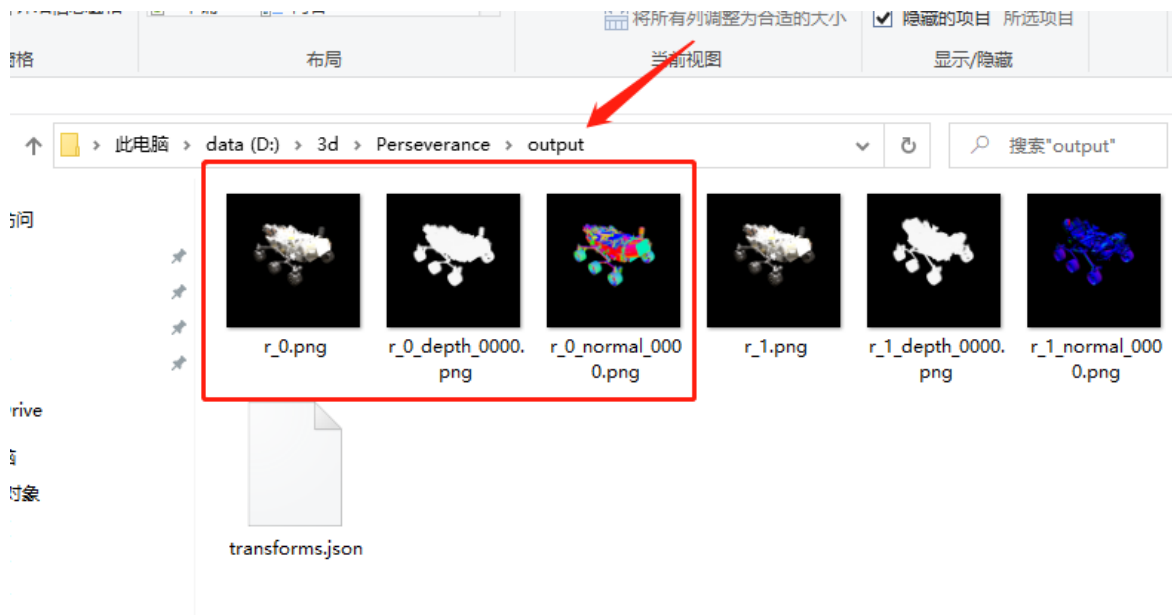 将所有列调整为合适的大小
隐藏的项目 所选项目
窗格
布局
当前视图
显示/隐藏
此电脑 data (D:) 3d Perseverance output
搜索"output"
访问
r_0.png
r_0_depth_0000.
png
r_0_normal_000
0.png
r_1.png
r_1_depth_0000.
png
r_1_normal_000
0.png
rive
脑
对象
transforms.json